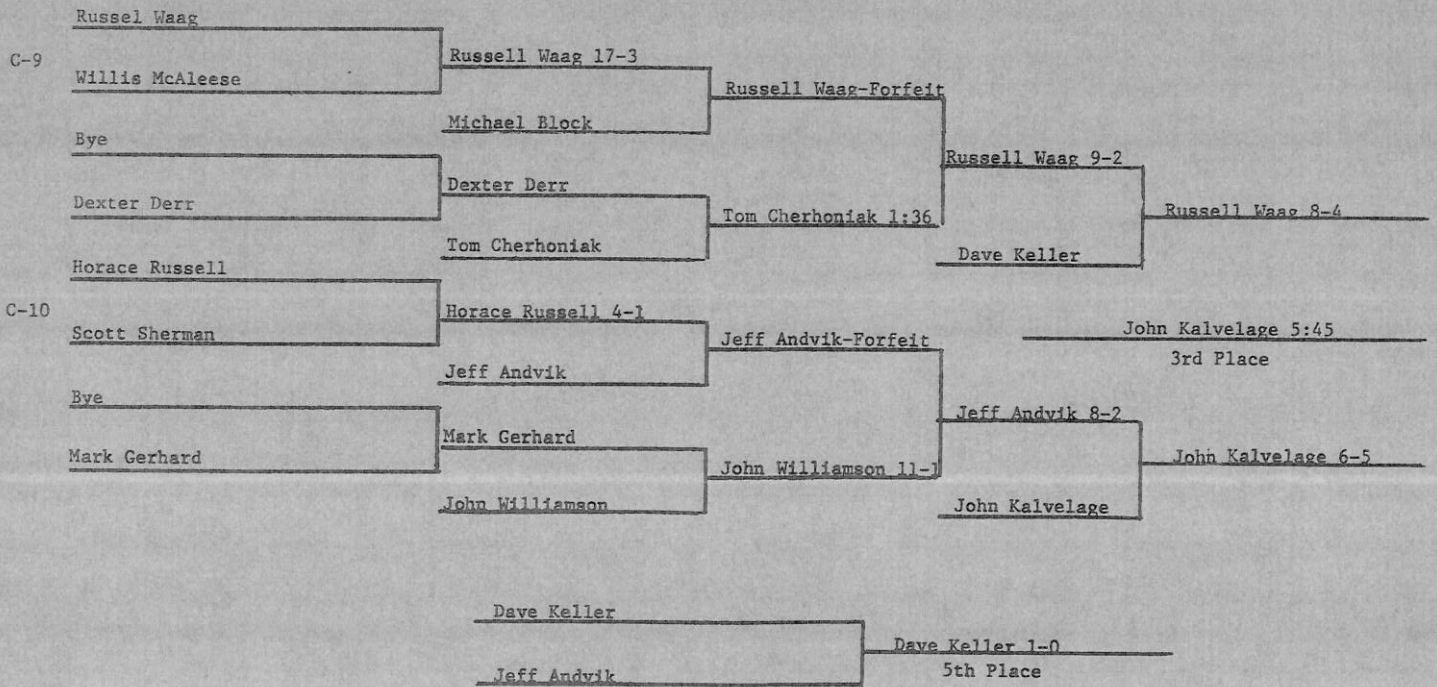 Russel Waag
C-9
Russell Waag 17-3
Willis McAleese
Russell Waag-Forfeit
Michael Block
Bye
Russell Waag 9-2
Dexter Derr
Dexter Derr
Russell Waag 8-4
Tom Cherhoniak 1:36
Tom Cherhoniak
Dave Keller
Horace Russell
C-10
Horace Russell 4-1
Scott Sherman
John Kalvelage 5:45
Jeff Andvik-Forfeit
3rd Place
Jeff Andvik
Bye
Jeff Andvik 8-2
Mark Gerhard
Mark Gerhard
John Kalvelage 6-5
John Williamson 11-1
John Williamson
John Kalvelage
Dave Keller
Dave Keller 1-0
5th Place
Jeff Andvik